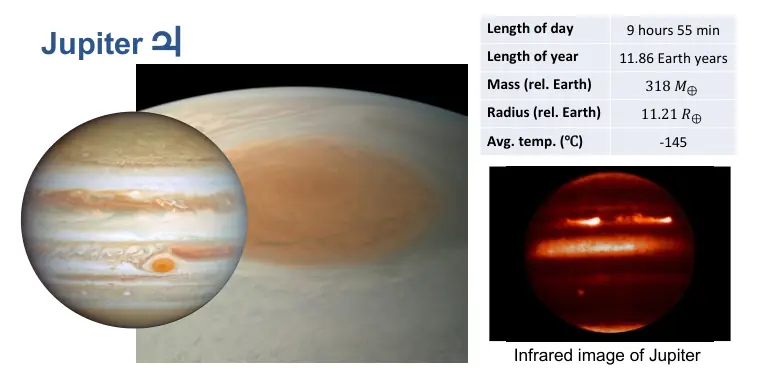 Jupiter ♃
Length of day 9 hours 55 min
Length of year 11.86 Earth years
Mass (rel. Earth) 318 M⊕
Radius (rel. Earth) 11.21 R⊕
Avg. temp. (℃) -145
Infrared image of Jupiter